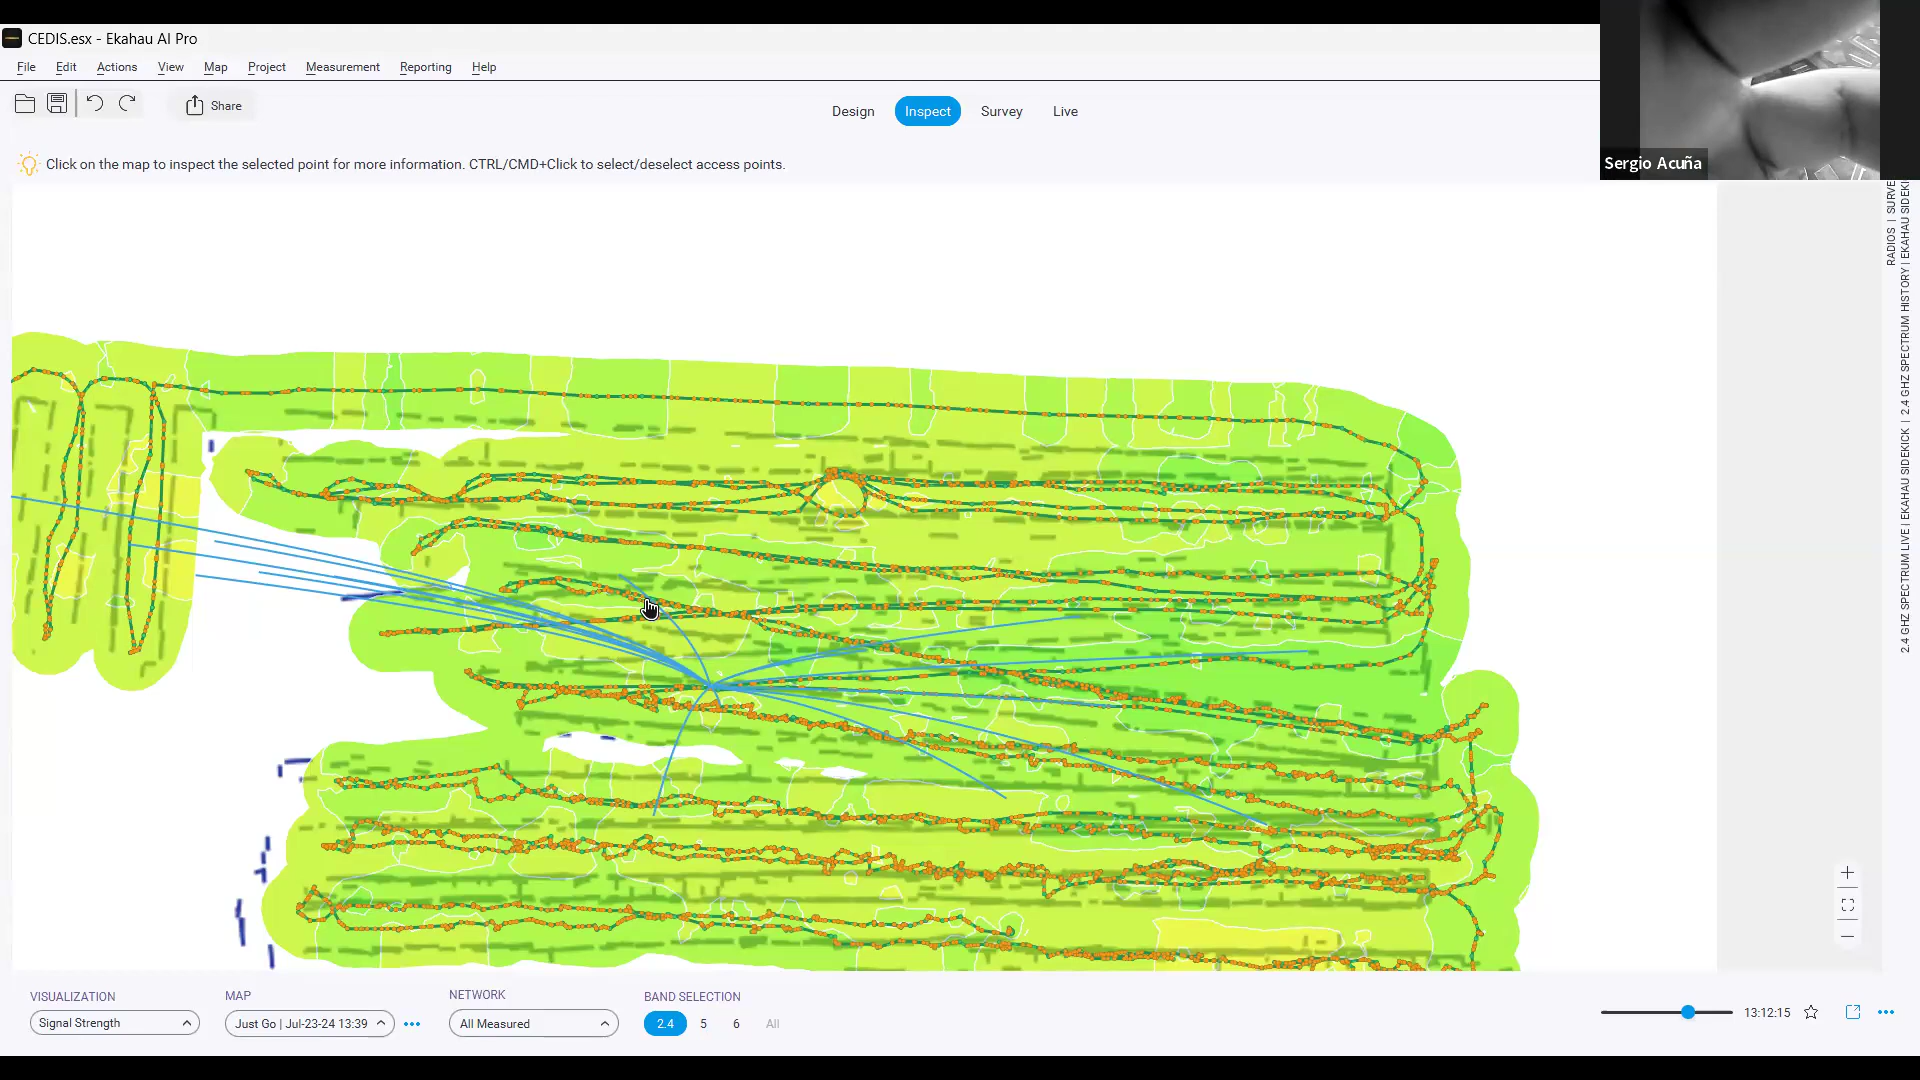 CEDIS.esx - Ekahau AI Pro
File Edit Actions View Map Project Measurement Reporting Help
Share
Design Inspect Survey Live
Click on the map to inspect the selected point for more information. CTRL/CMD+Click to select/deselect access points.
Sergio Acuña
RADIOS | SURVE
2.4 GHZ SPECTRUM LIVE | EKAHAU SIDEKICK | 2.4 GHZ SPECTRUM HISTORY | EKAHAU SIDEKI
VISUALIZATION MAP NETWORK BAND SELECTION
Signal Strength Just Go | Jul-23-24 13:39 All Measured 2.4 5 6 All
13:12:15